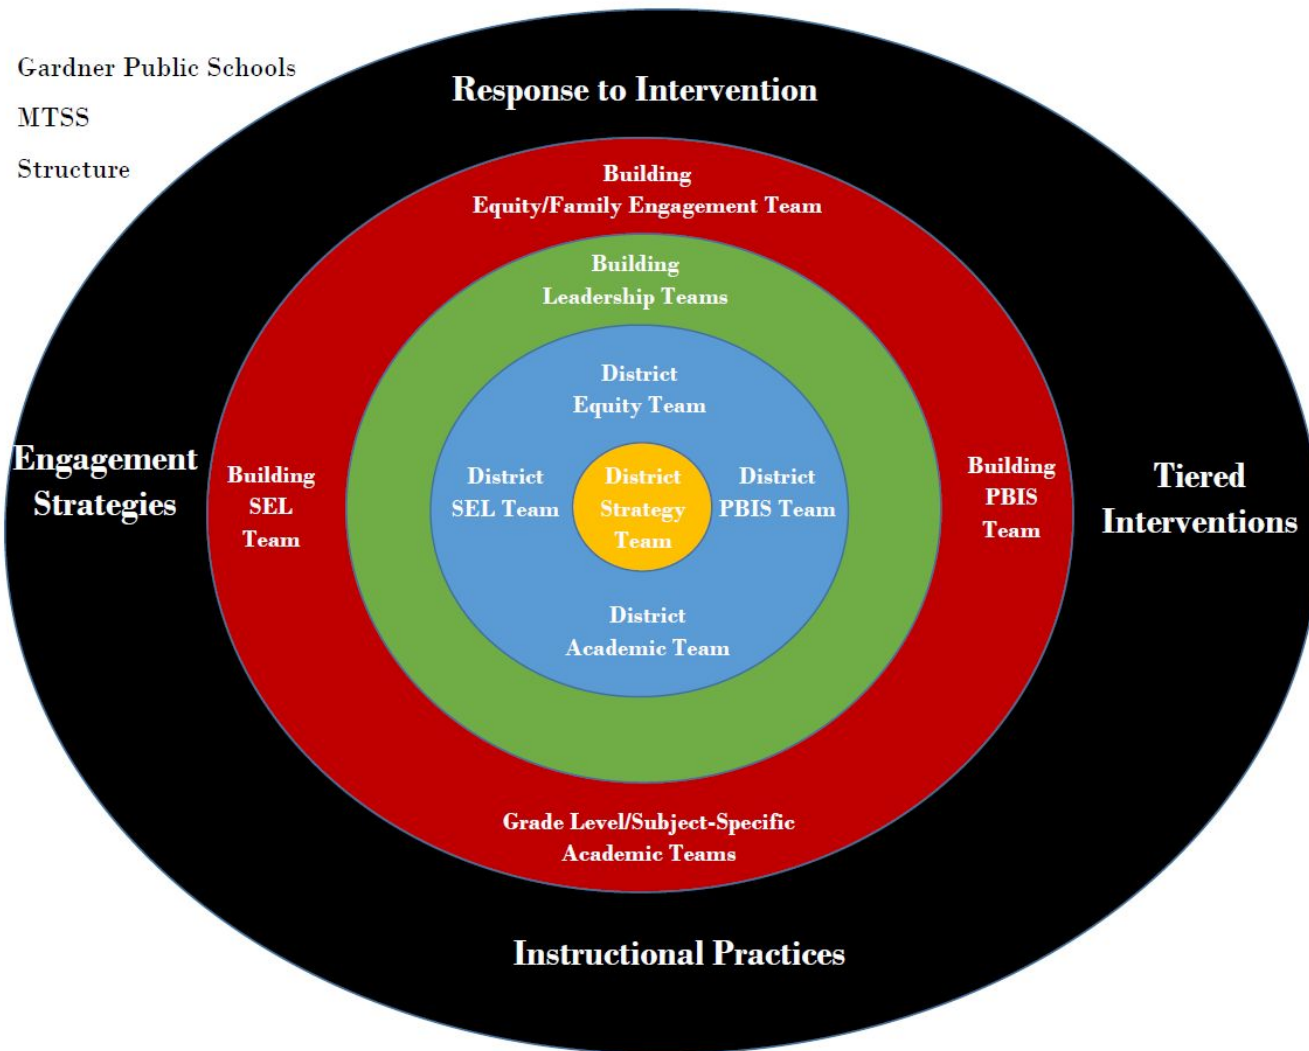 Gardner Public Schools
MTSS
Structure
Response to Intervention
Building
Equity/Family Engagement Team
Building
Leadership Teams
District
Equity Team
Engagement
Strategies
Building
SEL
Team
District
SEL Team
District
Strategy
Team
District
PBIS Team
Building
PBIS
Team
Tiered
Interventions
District
Academic Team
Grade Level/Subject-Specific
Academic Teams
Instructional Practices